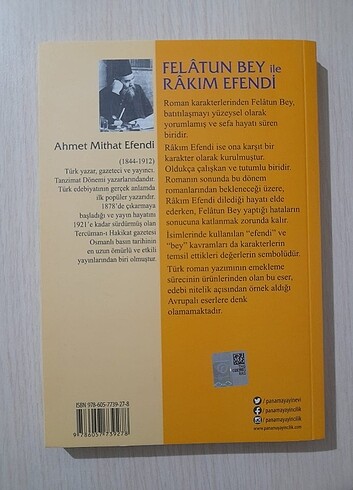 FELÂTUN BEY ile
RÂKIM EFENDİ
Roman karakterlerinden Felâtun Bey,
batılılaşmayı yüzeysel olarak
yorumlamış ve sefa hayatı süren
biridir.
Râkım Efendi ise ona karşıt bir
karakter olarak kurulmuştur.
Oldukça çalışkan ve tutumlu biridir.
Romanın sonunda bu dönem
romanlarından bekleneceği üzere,
Râkım Efendi dilediği hayatı elde
ederken, Felâtun Bey yaptığı hataların
sonucuna katlanmak zorunda kalır.
İsimlerinde kullanılan "efendi" ve
"bey" kavramları da karakterlerin
temsil ettikleri değerlerin sembolüdür.
Türk roman yazımının emekleme
sürecinin ürünlerinden olan bu eser,
edebi nitelik açısından örnek aldığı
Avrupalı eserlere denk
olamamaktadır.
Ahmet Mithat Efendi
(1844-1912)
Türk yazar, gazeteci ve yayıncı.
Tanzimat Dönemi yazarlarındandır.
Türk edebiyatının gerçek anlamda
ilk popüler yazarıdır.
1878'de çıkarmaya
başladığı ve yayın hayatını
1921'e kadar sürdürmüş olan
Tercüman-ı Hakikat gazetesi
Osmanlı basın tarihinin
en uzun ömürlü ve etkili
yayınlarından biri olmuştur.
ISBN: 978-605-7739-27-8
9 786057 739278
/panamayayinevi
/panamayayincilik
/panamayayincilik
www.panamayayincilik.com